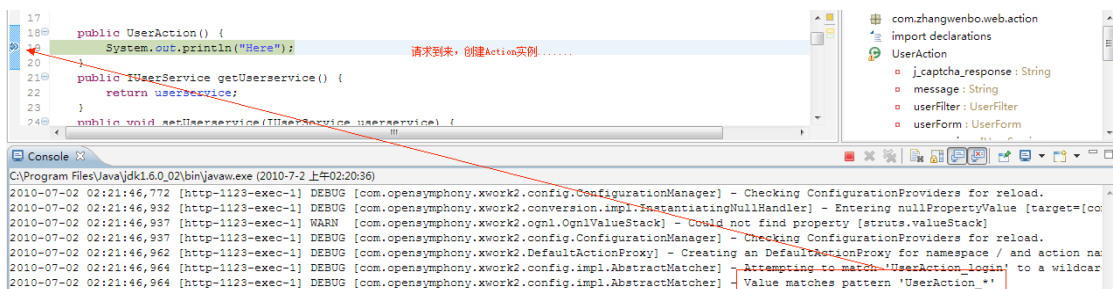 17
18 public UserAction() {
19 System.out.println("Here");
请求到来，创建Action实例.......
20 }
21 public IUserService getUserservice() {
22 return userservice;
23 }
24 public void setUserservice(IUserService userservice) {
com.zhangwenbo.web.action
import declarations
UserAction
j_captcha_response : String
message : String
userFilter : UserFilter
userForm : UserForm
Console
C:\Program Files\Java\jdk1.6.0_02\bin\javaw.exe (2010-7-2 上午02:20:36)
2010-07-02 02:21:46,772 [http-1123-exec-1] DEBUG [com.opensymphony.xwork2.config.ConfigurationManager] - Checking ConfigurationProviders for reload.
2010-07-02 02:21:46,932 [http-1123-exec-1] DEBUG [com.opensymphony.xwork2.conversion.impl.InstantiatingNullHandler] - Entering nullPropertyValue [target=[co
2010-07-02 02:21:46,937 [http-1123-exec-1] WARN [com.opensymphony.xwork2.ognl.OgnlValueStack] - Could not find property [struts.valueStack]
2010-07-02 02:21:46,937 [http-1123-exec-1] DEBUG [com.opensymphony.xwork2.config.ConfigurationManager] - Checking ConfigurationProviders for reload.
2010-07-02 02:21:46,962 [http-1123-exec-1] DEBUG [com.opensymphony.xwork2.DefaultActionProxy] - Creating an DefaultActionProxy for namespace / and action na
2010-07-02 02:21:46,964 [http-1123-exec-1] DEBUG [com.opensymphony.xwork2.config.impl.AbstractMatcher] - Attempting to match 'UserAction_login' to a wildcar
2010-07-02 02:21:46,964 [http-1123-exec-1] DEBUG [com.opensymphony.xwork2.config.impl.AbstractMatcher] - Value matches pattern 'UserAction_*'